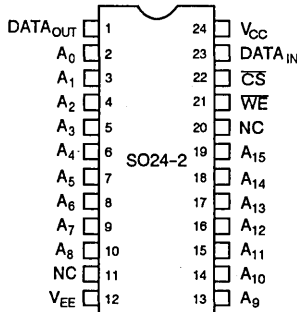 DATAOUT 1 24 VCC
A0 2 23 DATAIN
A1 3 22 CS
A2 4 21 WE
A3 5 20 NC
A4 6 19 A15
SO24-2
A5 7 18 A14
A6 8 17 A13
A7 9 16 A12
A8 10 15 A11
NC 11 14 A10
VEE 12 13 A9